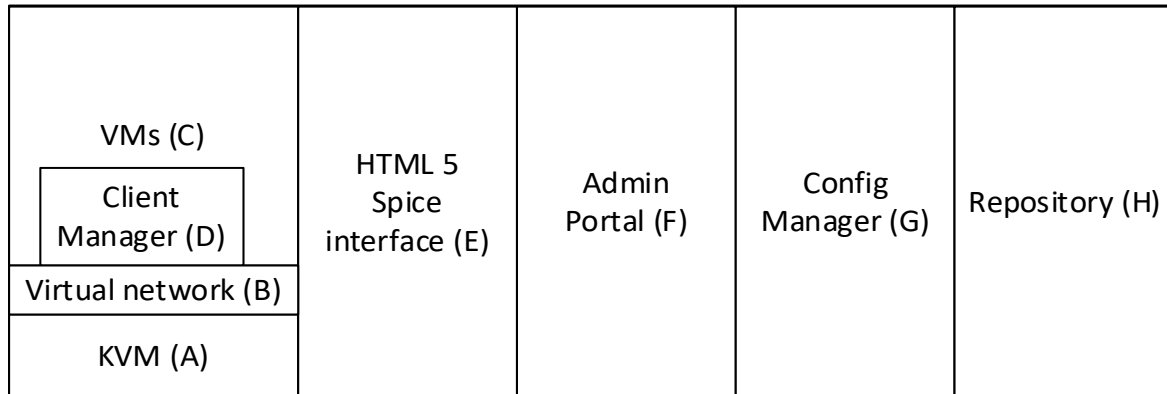 VMs (C)
Client
Manager (D)
Virtual network (B)
KVM (A)
HTML 5
Spice
interface (E)
Admin
Portal (F)
Config
Manager (G)
Repository (H)